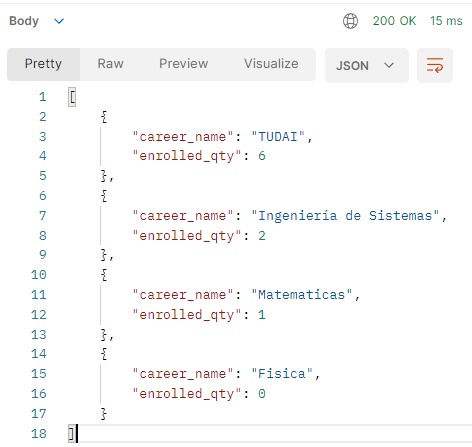 Body 200 OK 15 ms
Pretty Raw Preview Visualize JSON
1 [
2 {
3 "career_name": "TUDAI",
4 "enrolled_qty": 6
5 },
6 {
7 "career_name": "Ingeniería de Sistemas",
8 "enrolled_qty": 2
9 },
10 {
11 "career_name": "Matematicas",
12 "enrolled_qty": 1
13 },
14 {
15 "career_name": "Fisica",
16 "enrolled_qty": 0
17 }
18 ]